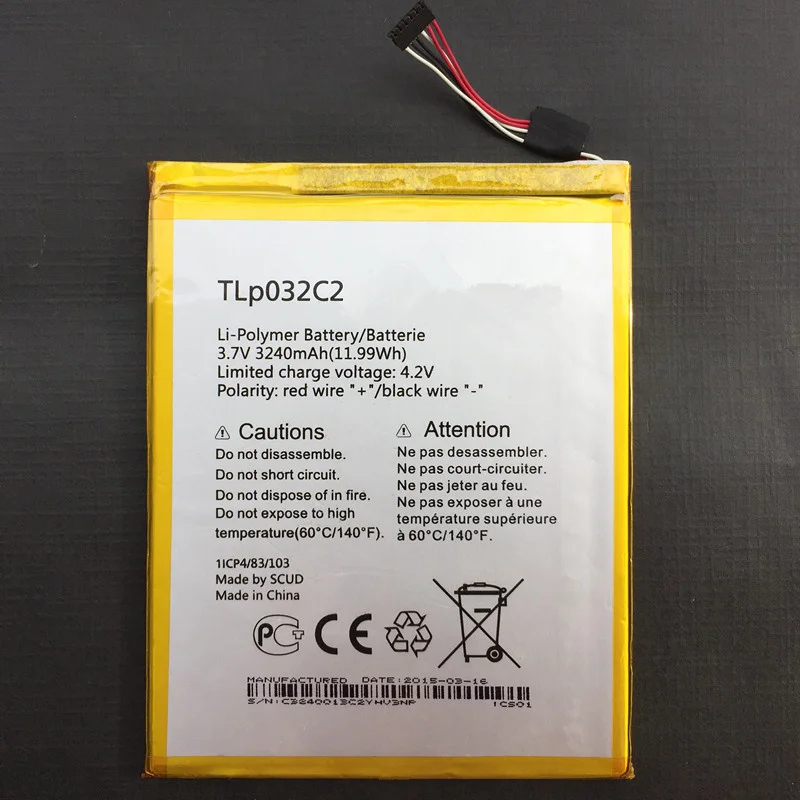 TLp032C2
Li-Polymer Battery/Batterie
3.7V 3240mAh(11.99Wh)
Limited charge voltage: 4.2V
Polarity: red wire "+"/black wire "-"
Cautions
Do not disassemble.
Do not short circuit.
Do not dispose of in fire.
Do not expose to high
temperature(60°C/140°F).
Attention
Ne pas desassembler.
Ne pas court-circuiter.
Ne pas jeter au feu.
Ne pas exposer à une
température supérieure
à 60°C/140°F.
1ICP4/83/103
Made by SCUD
Made in China
CE
MANUFACTURED DATE:2015-03-16
S/N:CB240013C2YHV3NP ICS01